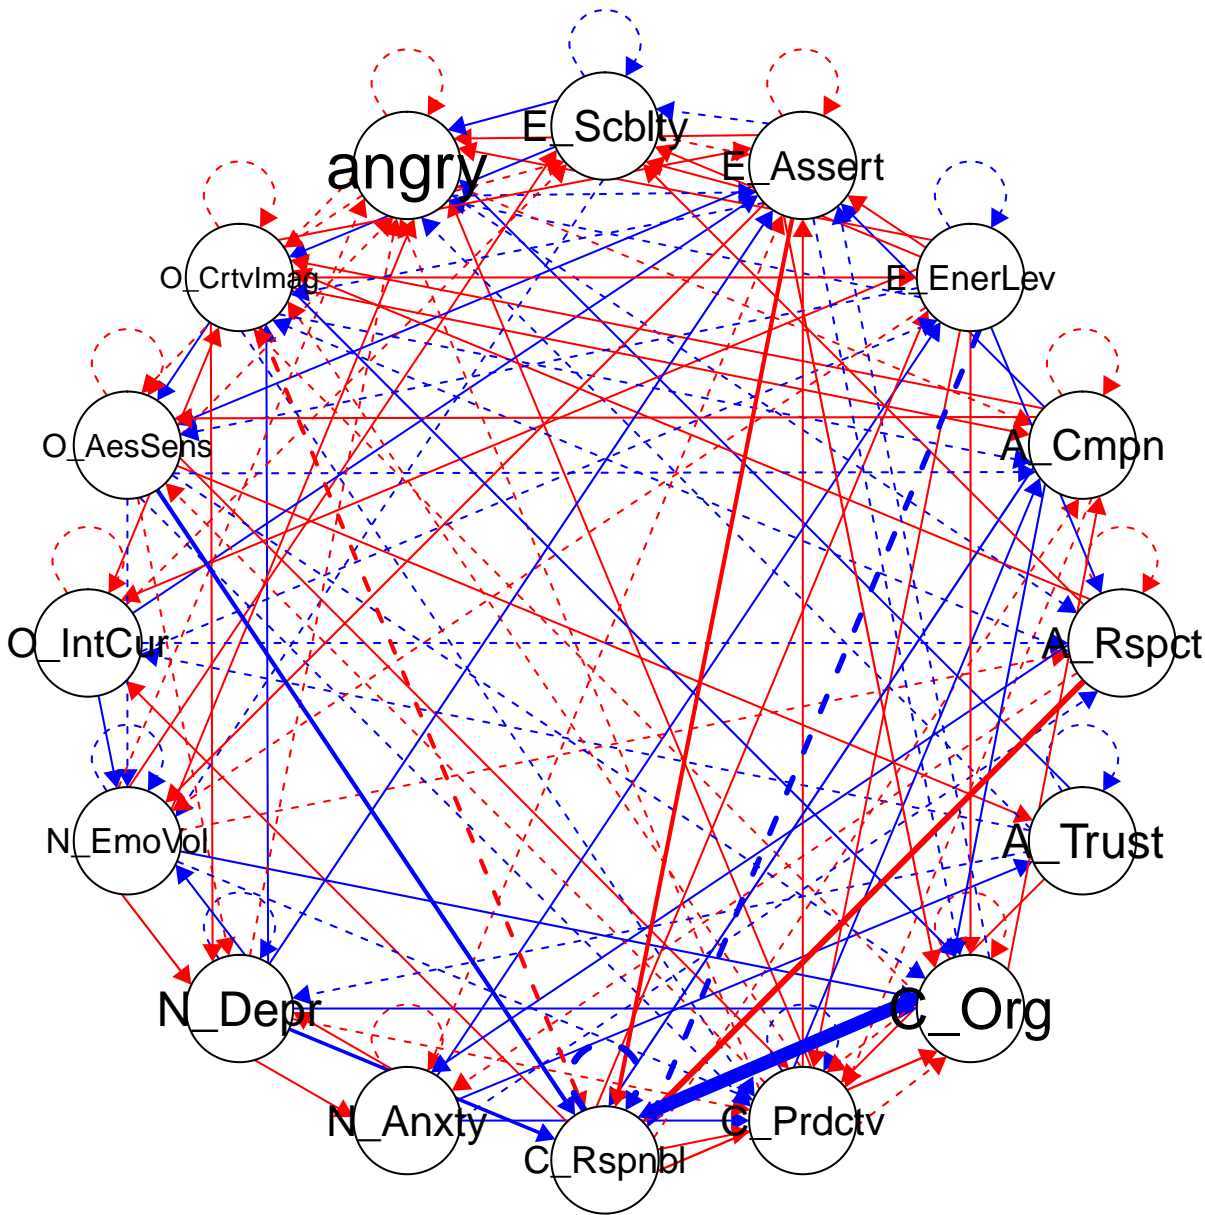 E_Scblty
angry
E_Assert
O_CrtvImag
E_EnerLev
O_AesSens
A_Cmpn
O_IntCur
A_Rspct
N_EmoVol
A_Trust
N_Depr
C_Org
N_Anxty
C_Prdctv
C_Rspnbl